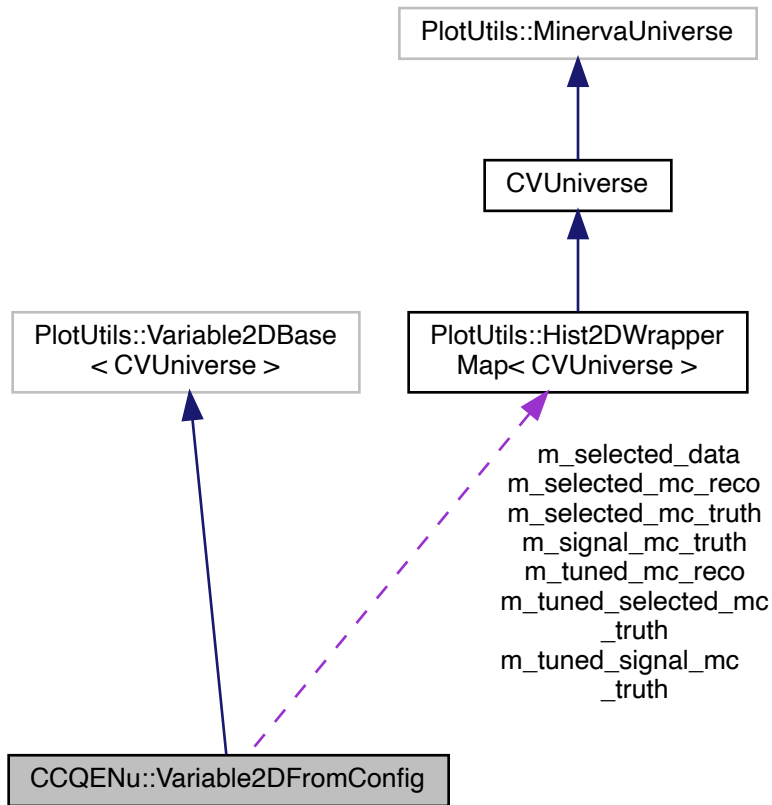 PlotUtils::MinervaUniverse
CVUniverse
PlotUtils::Variable2DBase
< CVUniverse >
PlotUtils::Hist2DWrapper
Map< CVUniverse >
m_selected_data
m_selected_mc_reco
m_selected_mc_truth
m_signal_mc_truth
m_tuned_mc_reco
m_tuned_selected_mc
_truth
m_tuned_signal_mc
_truth
CCQENu::Variable2DFromConfig